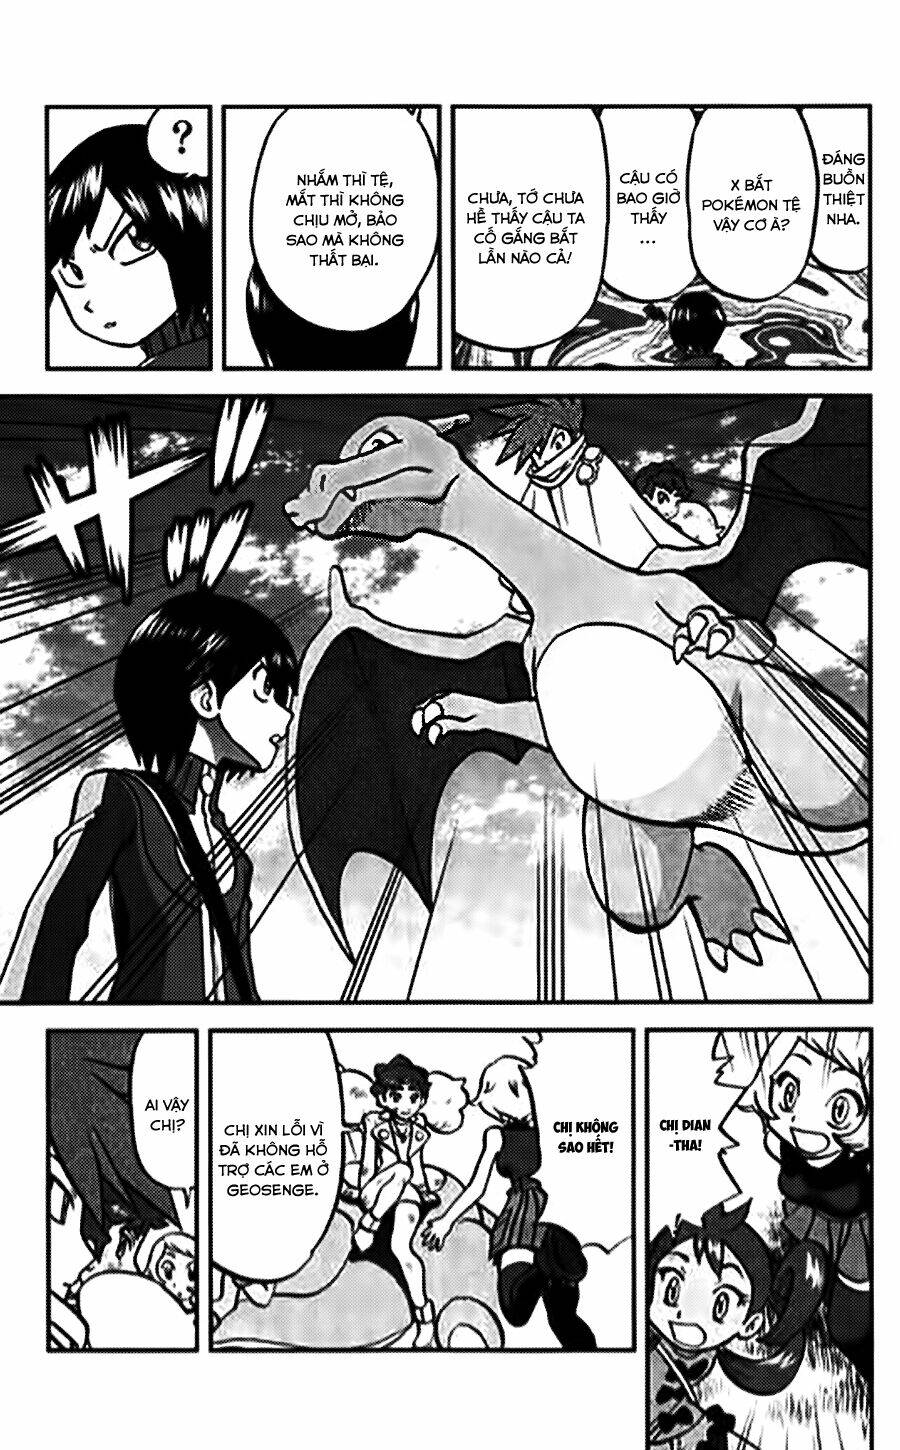 ĐÁNG
BUỒN
THIỆT
NHA.
X BẮT
POKÉMON TỆ
VẬY CƠ À?
CẬU CÓ
BAO GIỜ
THẤY
...
CHƯA, TỚ CHƯA
HỀ THẤY CẬU TA
CỐ GẮNG BẮT
LẦN NÀO CẢ!
NHẮM THÌ TỆ,
MẮT THÌ KHÔNG
CHỊU MỞ, BẢO
SAO MÀ KHÔNG
THẤT BẠI.
?
CHỊ DIAN
-THA!
CHỊ KHÔNG
SAO HẾT!
CHỊ XIN LỖI VÌ
ĐÃ KHÔNG HỖ
TRỢ CÁC EM Ở
GEOSENGE.
AI VẬY
CHỊ?